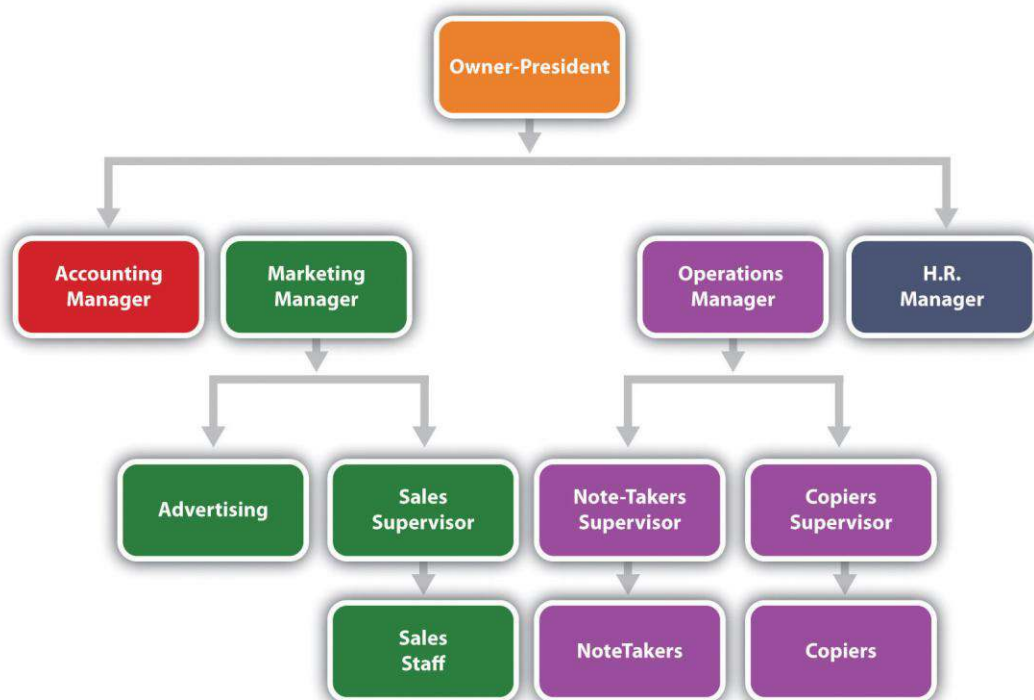 Owner-President
Accounting
Manager
Marketing
Manager
Operations
Manager
H.R.
Manager
Advertising
Sales
Supervisor
Note-Takers
Supervisor
Copiers
Supervisor
Sales
Staff
NoteTakers
Copiers